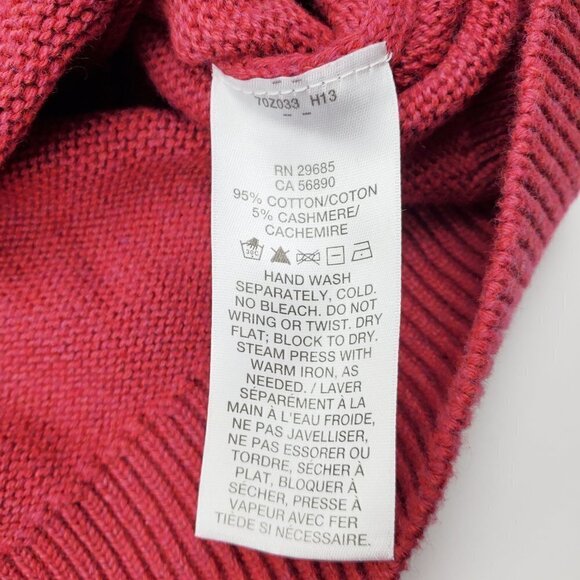 70Z033 H13
RN 29685
CA 56890
95% COTTON/COTON
5% CASHMERE/
CACHEMIRE
HAND WASH
SEPARATELY, COLD.
NO BLEACH. DO NOT
WRING OR TWIST. DRY
FLAT; BLOCK TO DRY.
STEAM PRESS WITH
WARM IRON, AS
NEEDED. / LAVER
SÉPARÉMENT À LA
MAIN À L'EAU FROIDE,
NE PAS JAVELLISER,
NE PAS ESSORER OU
TORDRE, SÉCHER À
PLAT, BLOQUER À
SÉCHER, PRESSE À
VAPEUR AVEC FER
TIÈDE SI NÉCESSAIRE.